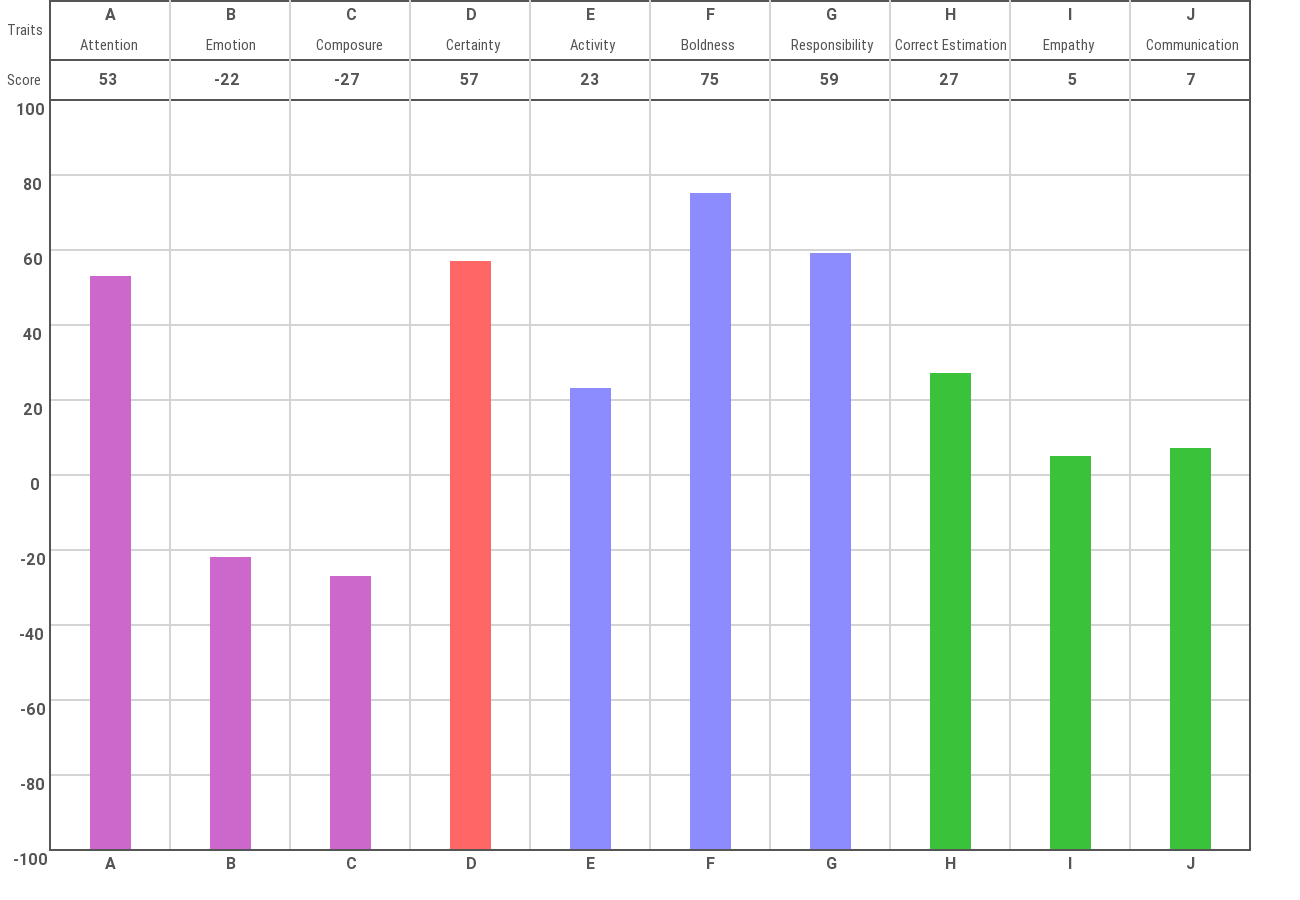 Traits A B C D E F G H I J
Attention Emotion Composure Certainty Activity Boldness Responsibility Correct Estimation Empathy Communication
Score 53 -22 -27 57 23 75 59 27 5 7
100
80
60
40
20
0
-20
-40
-60
-80
-100
A B C D E F G H I J